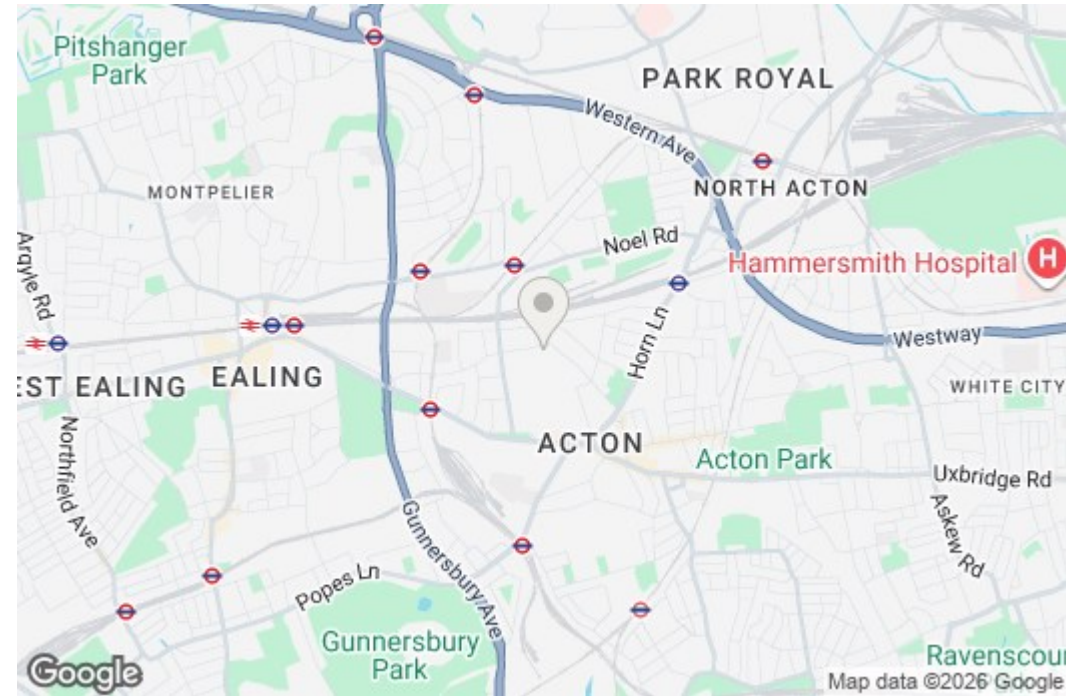 Pitshanger
Park
PARK ROYAL
Western Ave
MONTPELIER
NORTH ACTON
Argyle Rd
Noel Rd
Hammersmith Hospital
H
Horn Ln
Westway
EST EALING
EALING
WHITE CITY
Northfield Ave
ACTON
Acton Park
Uxbridge Rd
Askew Rd
Gunnersbury Ave
Popes Ln
Gunnersbury
Park
Ravenscour
Google
Map data ©2026 Google